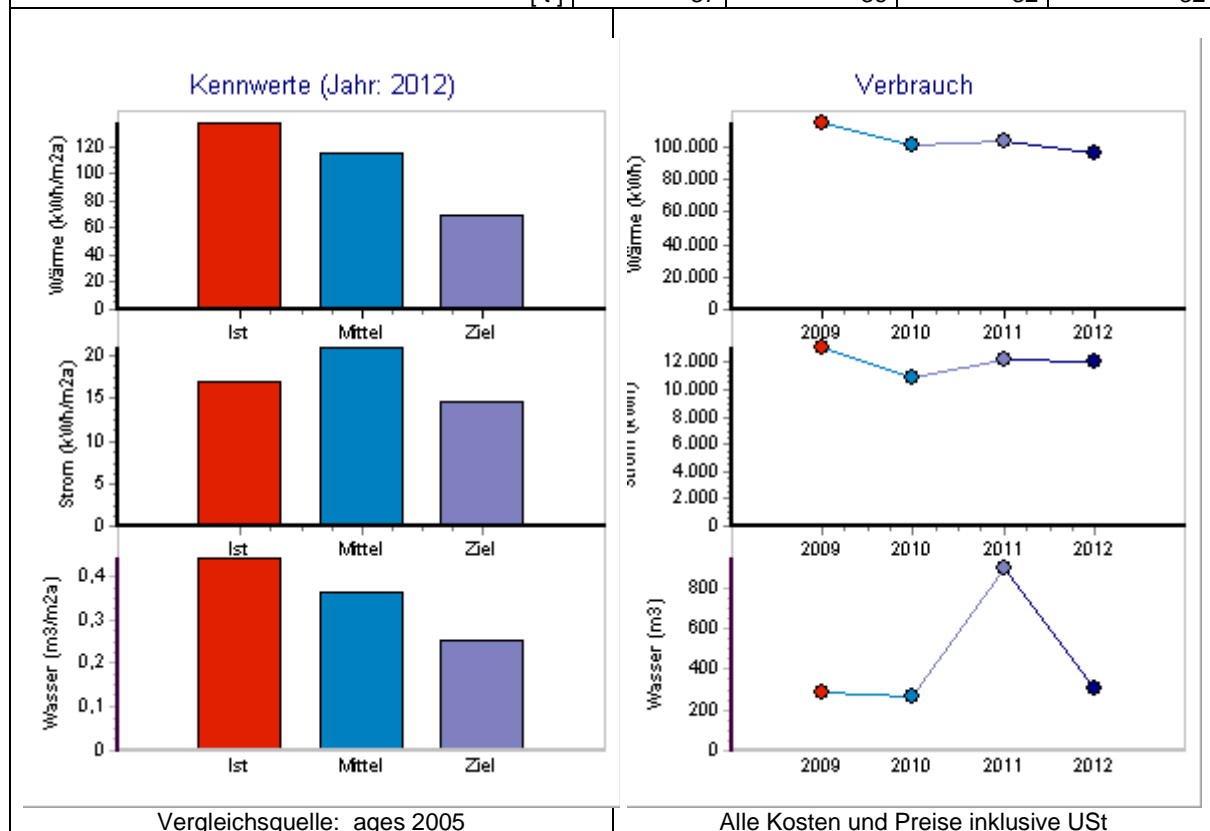 Kennwerte (Jahr: 2012)
Wärme (kWh/m2a)
120
100
80
60
40
20
0
Ist Mittel Ziel
Strom (kWh/m2a)
20
15
10
5
0
Ist Mittel Ziel
Wasser (m3/m2a)
0,4
0,3
0,2
0,1
0
Ist Mittel Ziel
Vergleichsquelle: ages 2005
Verbrauch
Wärme (kWh)
100.000
80.000
60.000
40.000
20.000
0
2009 2010 2011 2012
Strom (kWh)
12.000
10.000
8.000
6.000
4.000
2.000
0
2009 2010 2011 2012
Wasser (m3)
800
600
400
200
0
2009 2010 2011 2012
Alle Kosten und Preise inklusive USt